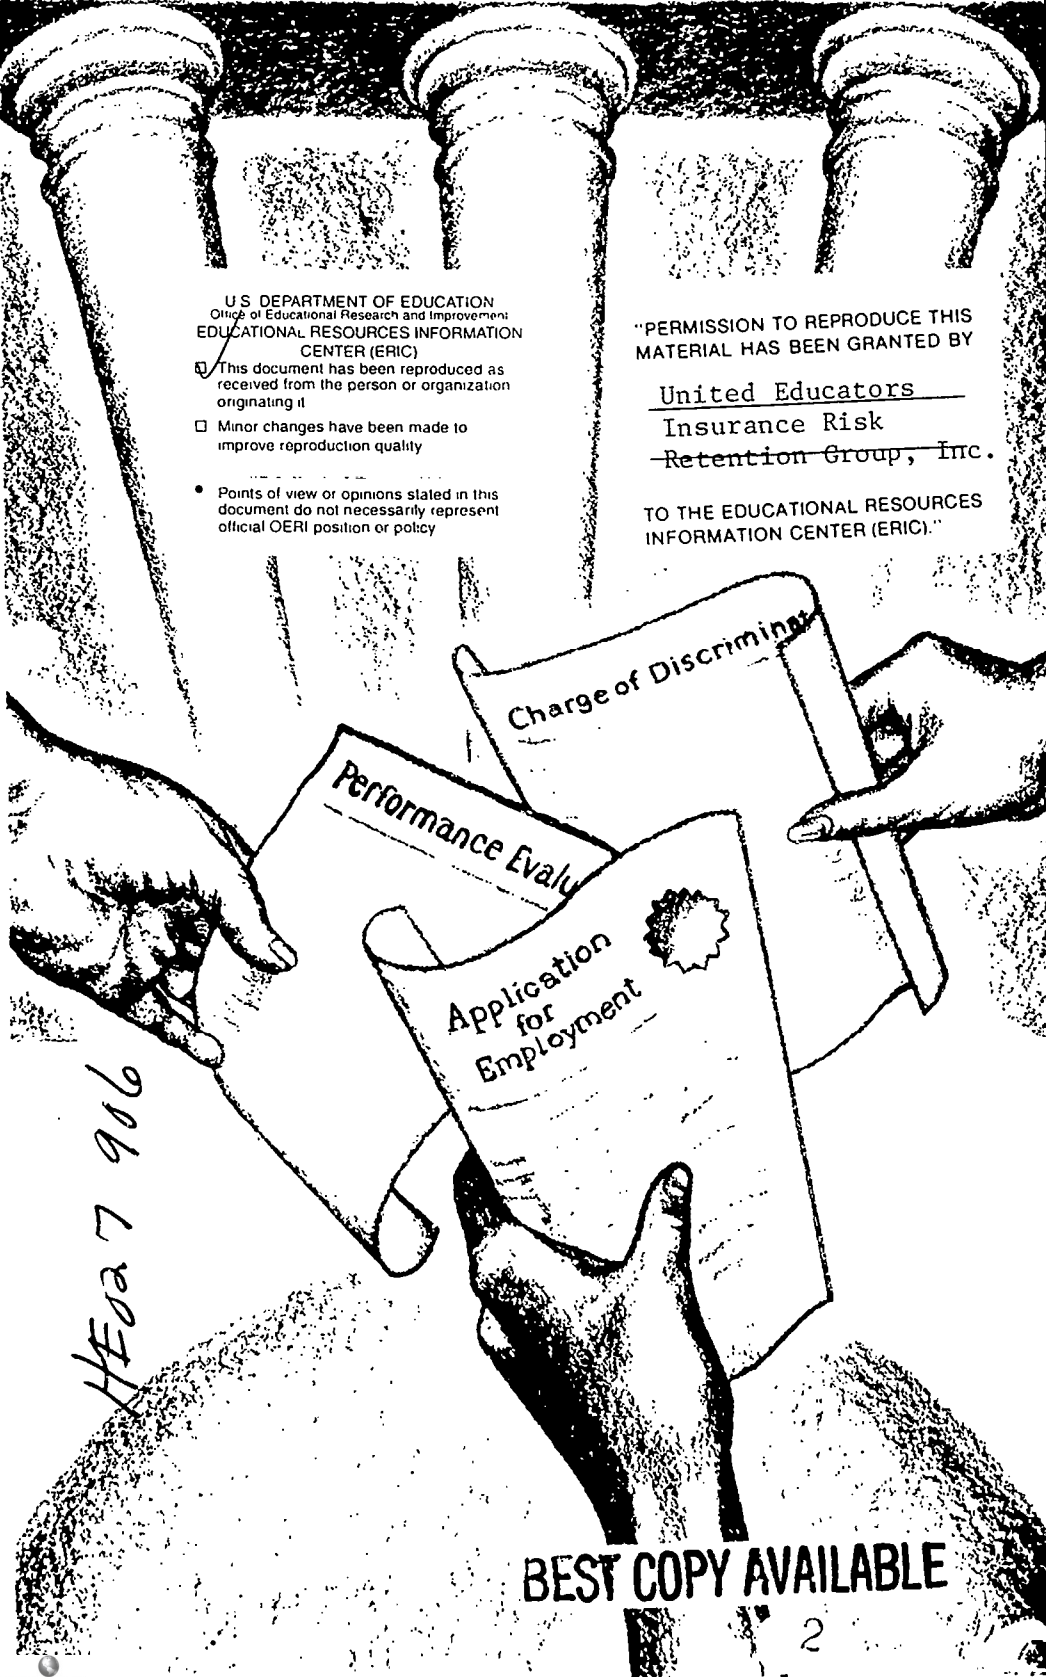 U S DEPARTMENT OF EDUCATION
Office of Educational Research and Improvement
EDUCATIONAL RESOURCES INFORMATION
CENTER (ERIC)
This document has been reproduced as
received from the person or organization
originating it
Minor changes have been made to
improve reproduction quality
• Points of view or opinions stated in this
document do not necessarily represent
official OERI position or policy
"PERMISSION TO REPRODUCE THIS
MATERIAL HAS BEEN GRANTED BY
United Educators
Insurance Risk
Retention Group, Inc.
TO THE EDUCATIONAL RESOURCES
INFORMATION CENTER (ERIC)."
Charge of Discriminat
Performance Evalu
Application
for
Employment
HE027906
BEST COPY AVAILABLE
2